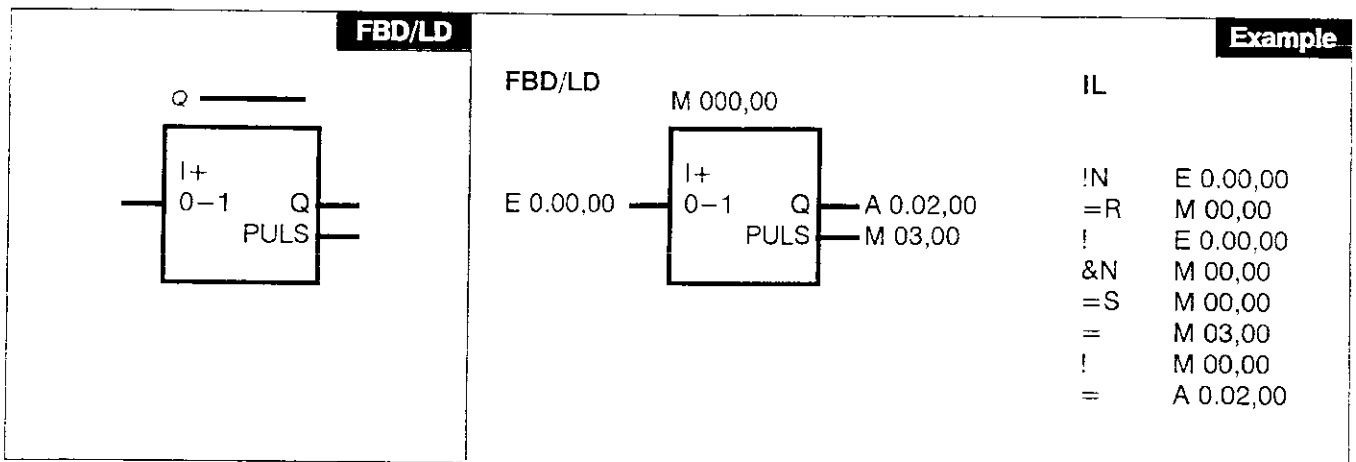 FBD/LD
Q
I+
0–1 Q
PULS
Example
FBD/LD
M 000,00
I+
E 0.00,00 0–1 Q A 0.02,00
PULS M 03,00
IL
!N E 0.00,00
=R M 00,00
! E 0.00,00
&N M 00,00
=S M 00,00
= M 03,00
! M 00,00
= A 0.02,00